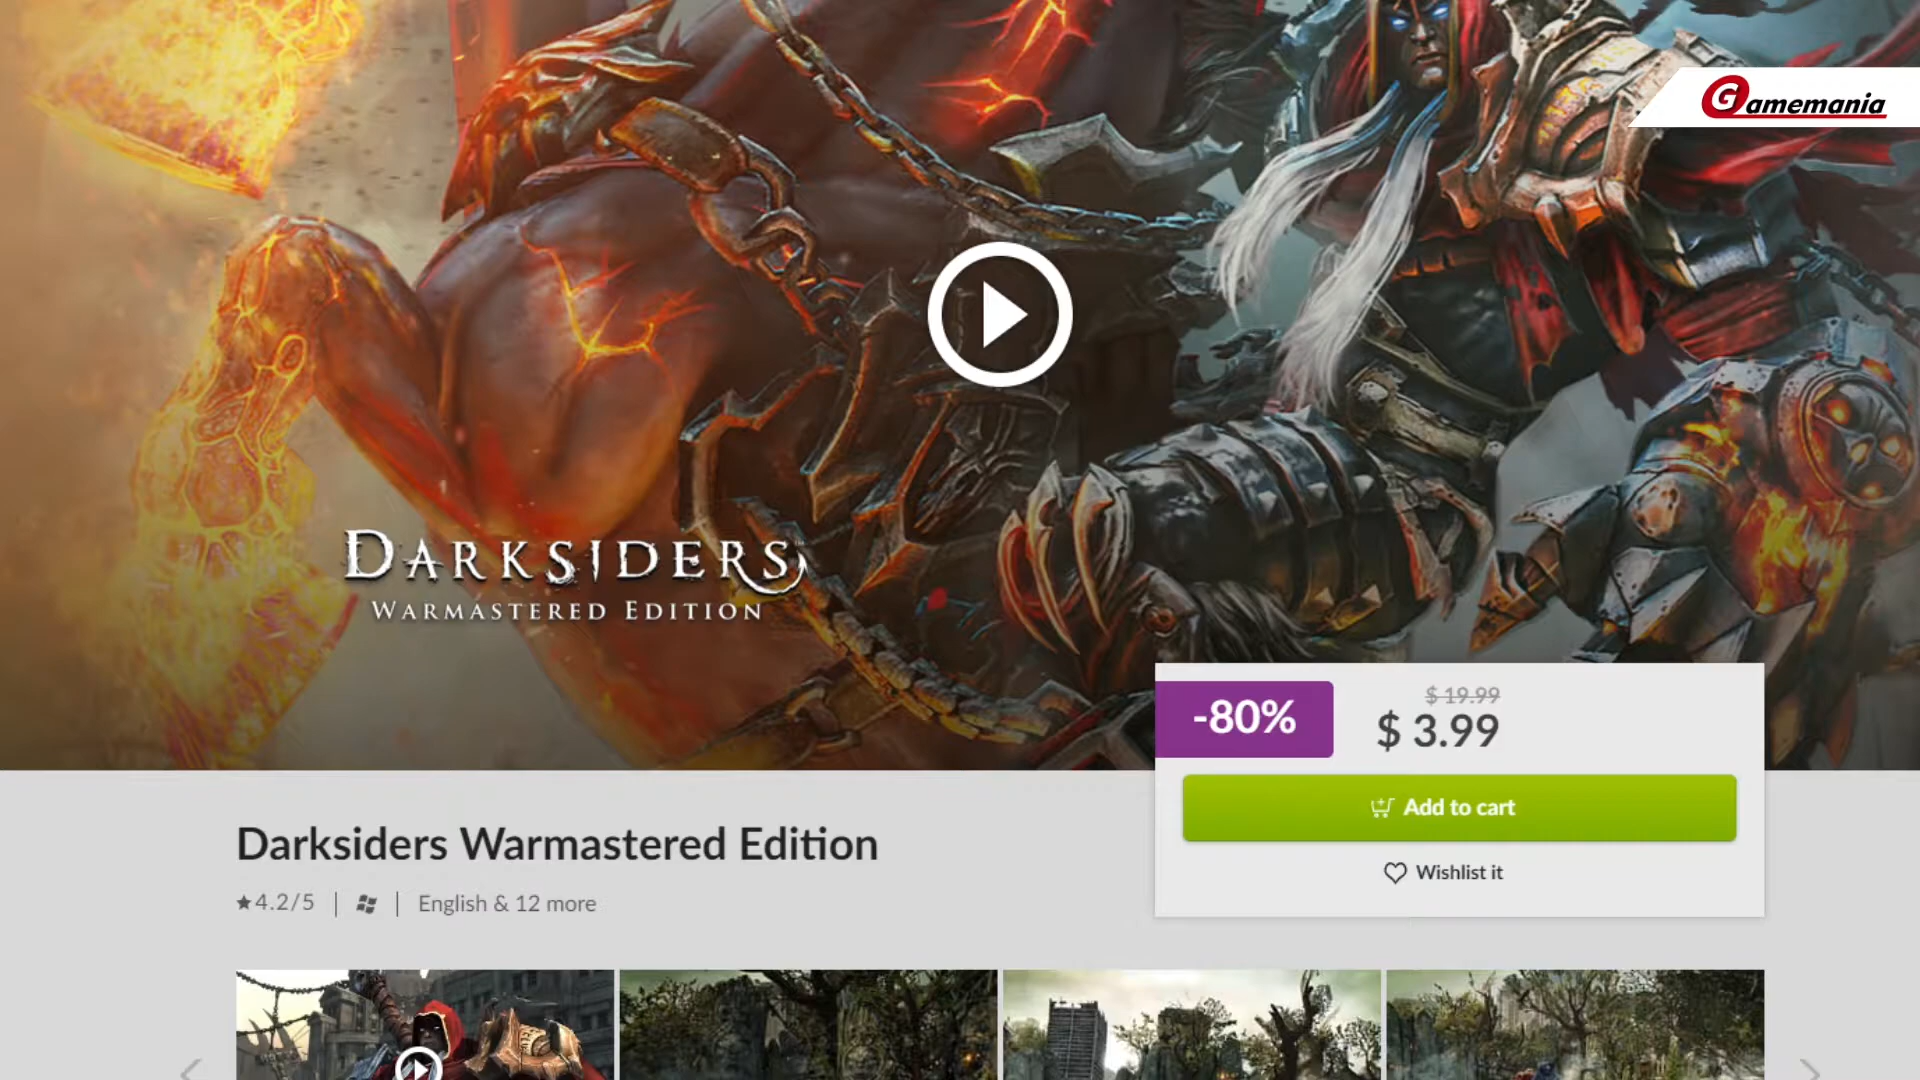 Gamemania
DARKSIDERS
WARMASTERED EDITION
-80%
$ 19.99
$ 3.99
Add to cart
Wishlist it
Darksiders Warmastered Edition
4.2/5
English & 12 more